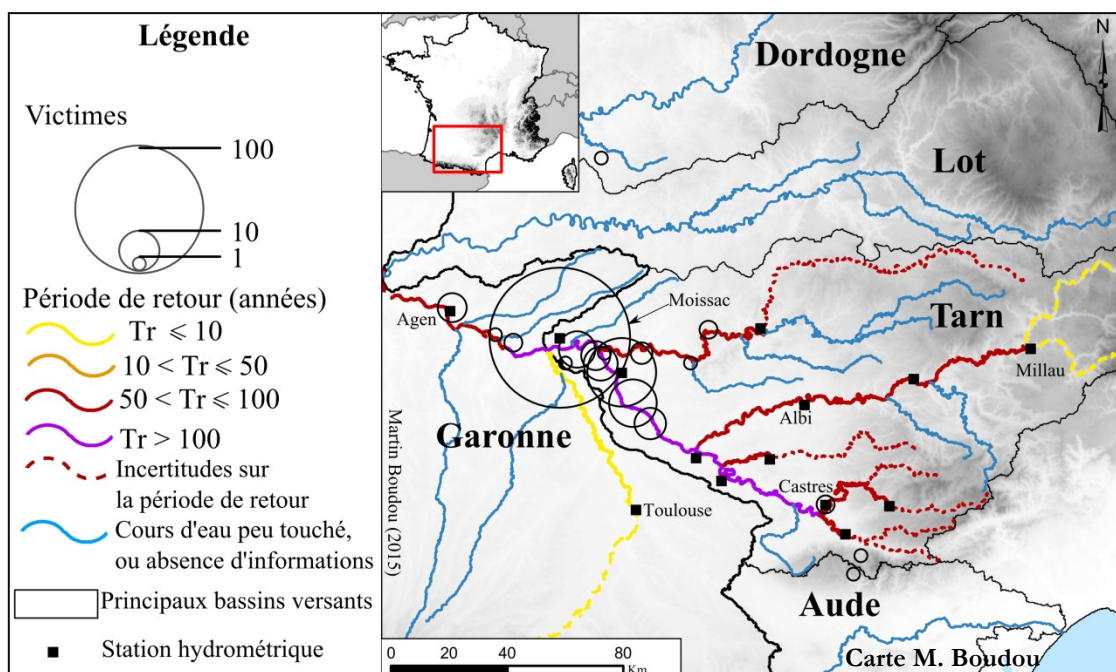 Légende
Victimes
100
10
1
Période de retour (années)
Tr ⩽ 10
10 < Tr ⩽ 50
50 < Tr ⩽ 100
Tr > 100
Incertitudes sur
la période de retour
Cours d'eau peu touché,
ou absence d'informations
Principaux bassins versants
Station hydrométrique
N
Dordogne
Lot
Moissac
Agen
Tarn
Millau
Albi
Garonne
Castres
Toulouse
Martin Boudou (2015)
Aude
0 20 40 80
Km
Carte M. Boudou